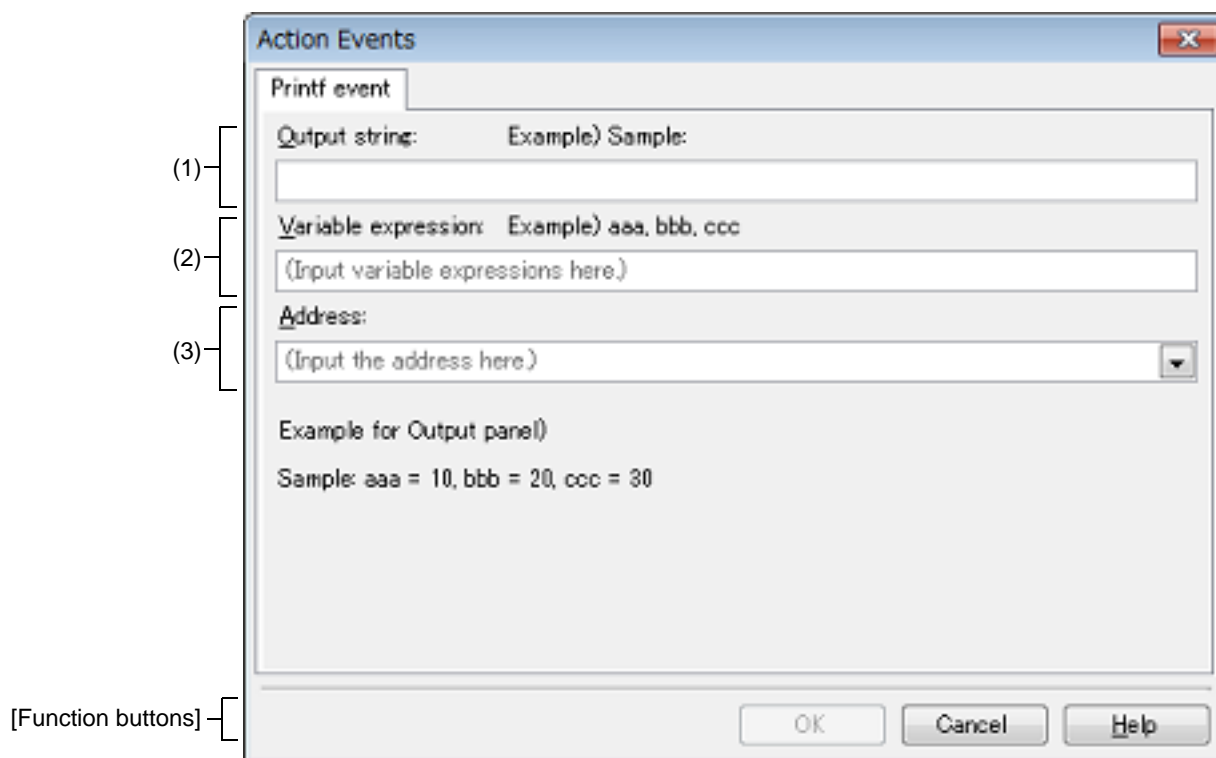 Action Events
Printf event
(1)
Output string: Example) Sample:
(2)
Variable expression: Example) aaa, bbb, ccc
(Input variable expressions here.)
(3)
Address:
(Input the address here.)
Example for Output panel)
Sample: aaa = 10, bbb = 20, ccc = 30
[Function buttons]
OK Cancel Help